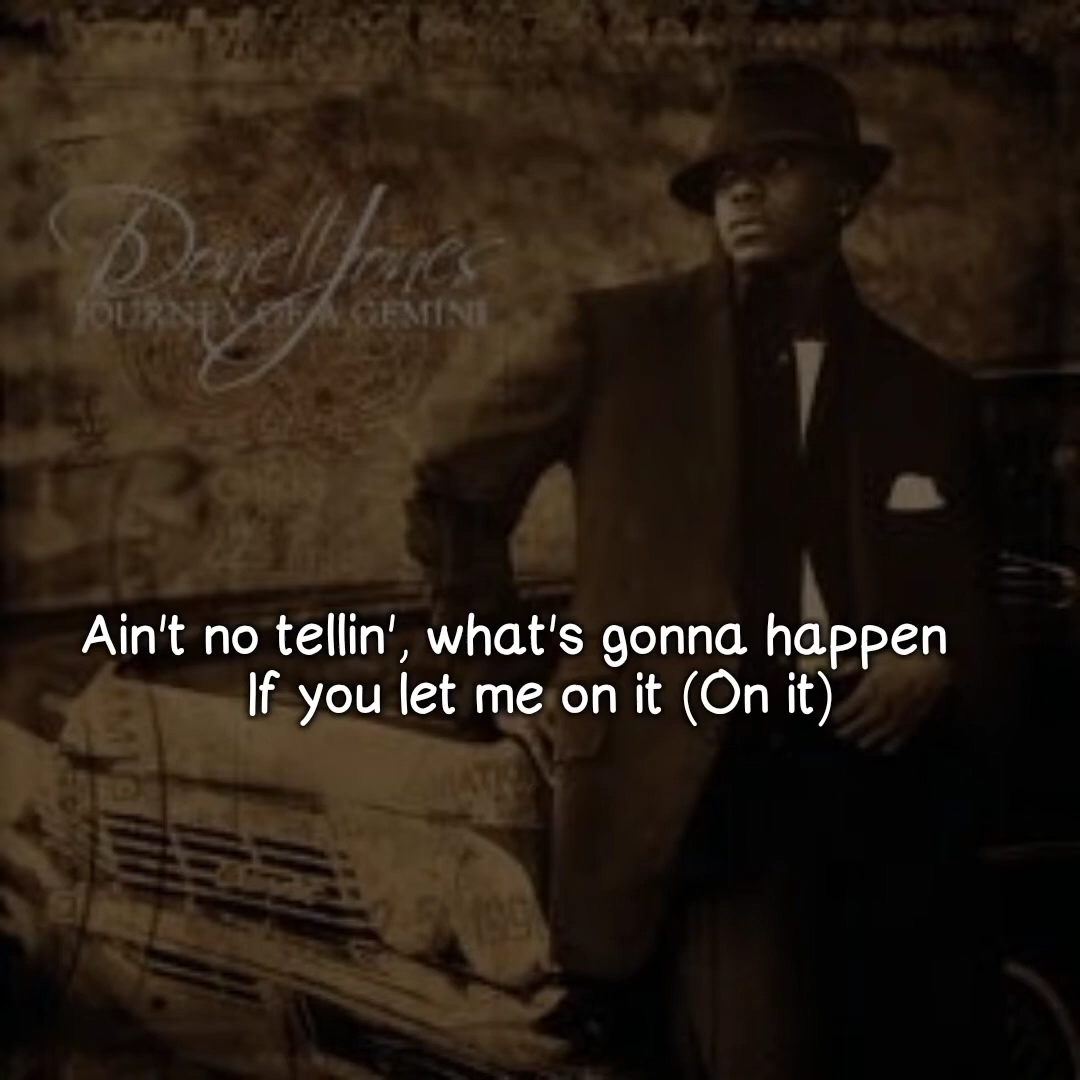 Donell Jones
JOURNEY OF A GEMINI
Ain't no tellin', what's gonna happen
If you let me on it (On it)